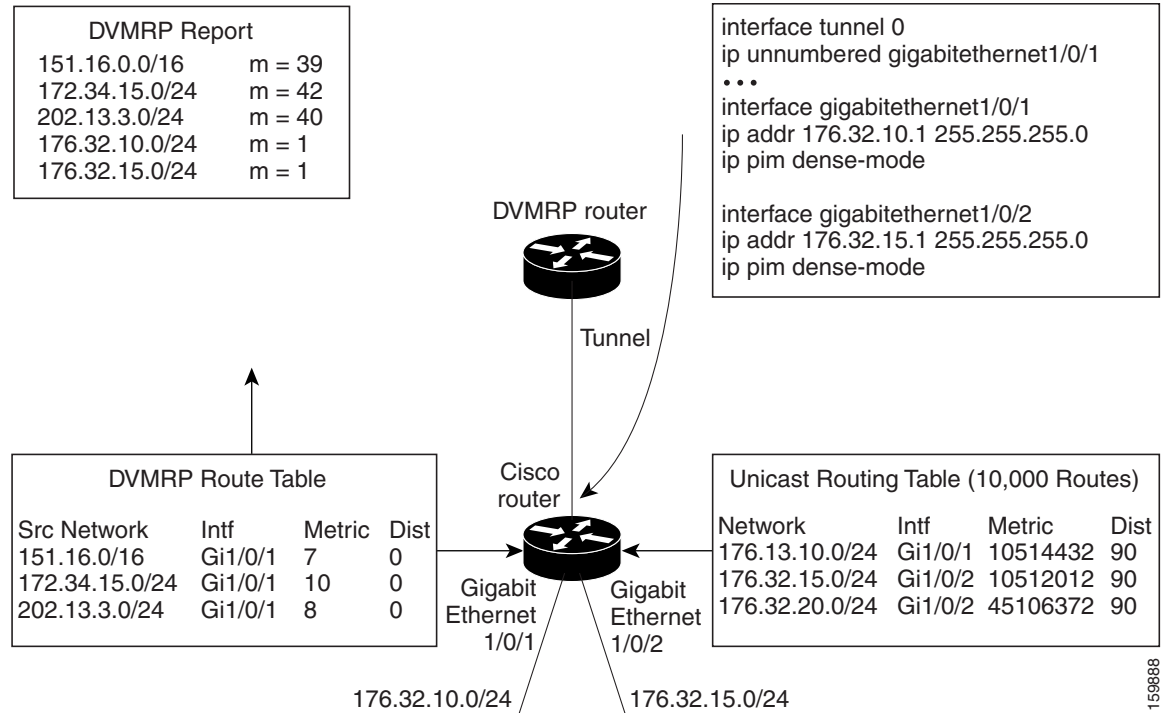 DVMRP Report
151.16.0.0/16 m = 39
172.34.15.0/24 m = 42
202.13.3.0/24 m = 40
176.32.10.0/24 m = 1
176.32.15.0/24 m = 1
interface tunnel 0
ip unnumbered gigabitethernet1/0/1
• • •
interface gigabitethernet1/0/1
ip addr 176.32.10.1 255.255.255.0
ip pim dense-mode
interface gigabitethernet1/0/2
ip addr 176.32.15.1 255.255.255.0
ip pim dense-mode
DVMRP router
Tunnel
DVMRP Route Table
Src Network Intf Metric Dist
151.16.0/16 Gi1/0/1 7 0
172.34.15.0/24 Gi1/0/1 10 0
202.13.3.0/24 Gi1/0/1 8 0
Cisco
router
Unicast Routing Table (10,000 Routes)
Network Intf Metric Dist
176.13.10.0/24 Gi1/0/1 10514432 90
176.32.15.0/24 Gi1/0/2 10512012 90
176.32.20.0/24 Gi1/0/2 45106372 90
Gigabit
Ethernet
1/0/1
Gigabit
Ethernet
1/0/2
176.32.10.0/24
176.32.15.0/24
159888